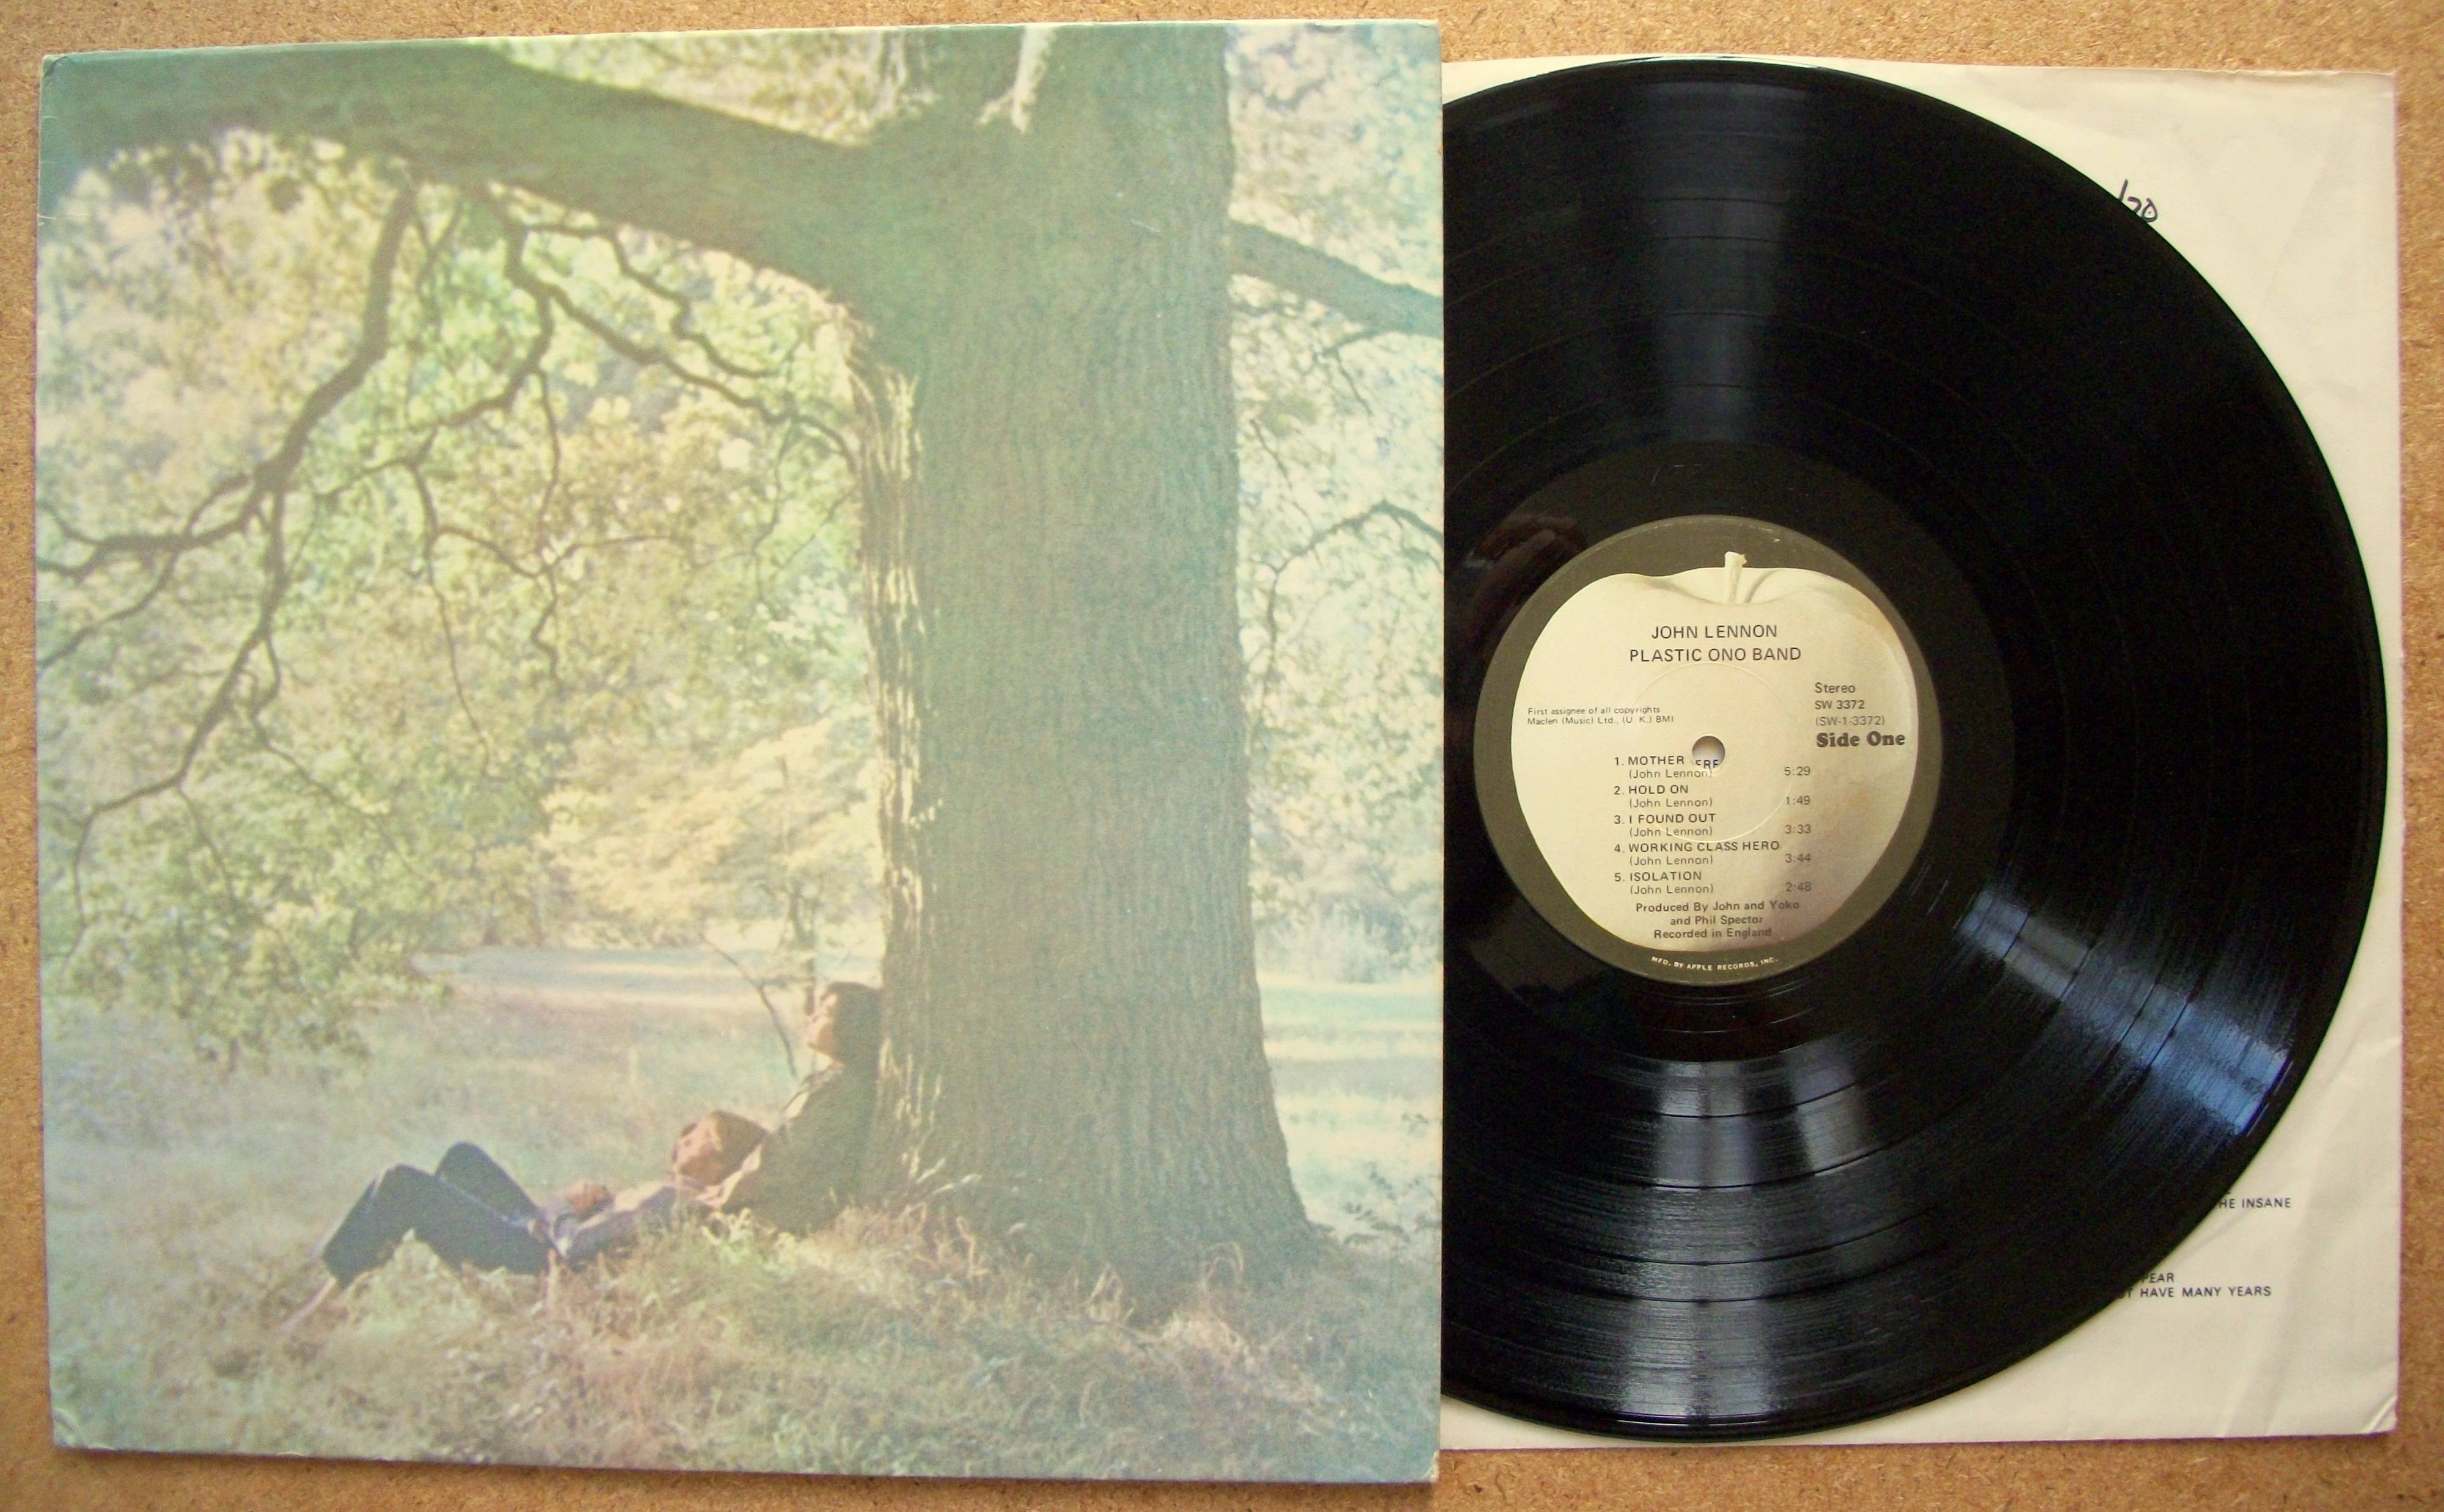 JOHN LENNON
PLASTIC ONO BAND
Stereo
SW 3372
(SW-1-3372)
Side One
First assignee of all copyrights
Maclen (Music) Ltd., (U. K.) BMI
1. MOTHER
(John Lennon) 5:29
2. HOLD ON
(John Lennon) 1:49
3. I FOUND OUT
(John Lennon) 3:33
4. WORKING CLASS HERO
(John Lennon) 3:44
5. ISOLATION
(John Lennon) 2:48
Produced By John and Yoko
and Phil Spector
Recorded in England
MFD. BY APPLE RECORDS, INC.
HE INSANE
PEAR
HAVE MANY YEARS